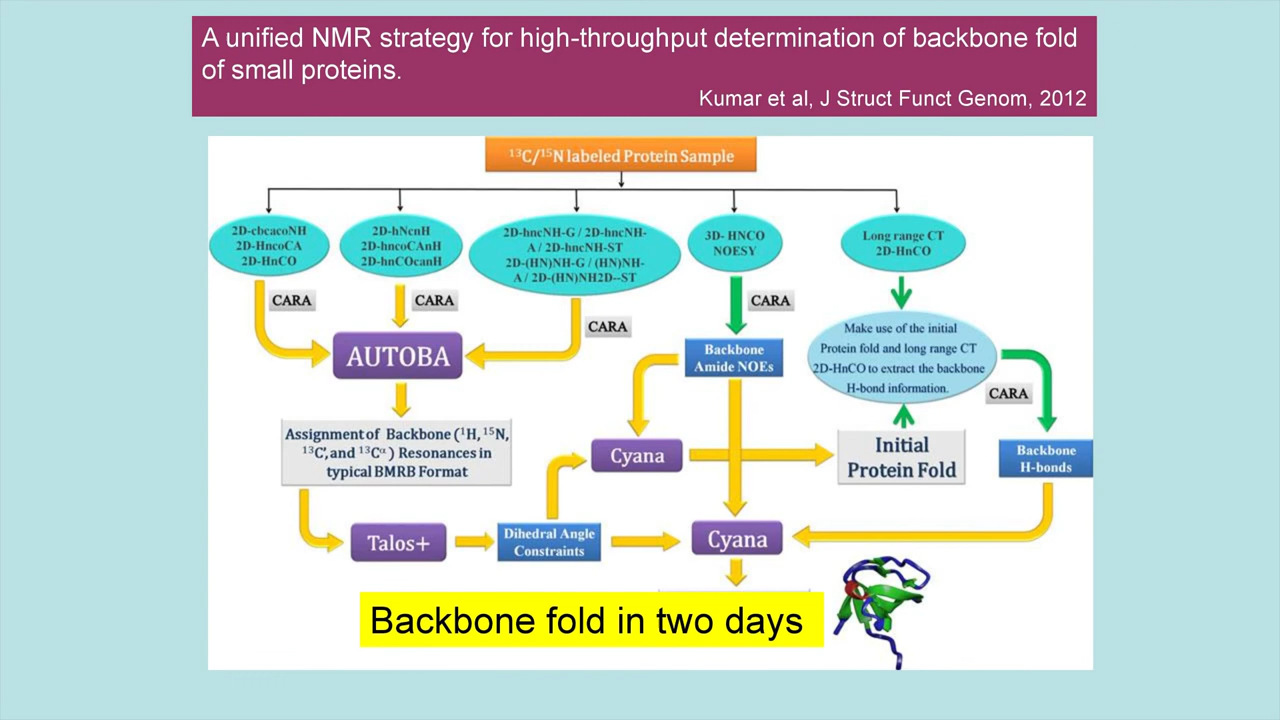 A unified NMR strategy for high-throughput determination of backbone fold
of small proteins.
Kumar et al, J Struct Funct Genom, 2012
¹³C/¹⁵N labeled Protein Sample
2D-cbcacoNH
2D-HncoCA
2D-HnCO
2D-hNcnH
2D-hncoCAnH
2D-hnCOcanH
2D-hncNH-G / 2D-hncNH-
A / 2D-hncNH-ST
2D-(HN)NH-G / (HN)NH-
A / 2D-(HN)NH2D--ST
3D- HNCO
NOESY
Long range CT
2D-HnCO
CARA
CARA
CARA
CARA
AUTOBA
Backbone
Amide NOEs
Make use of the initial
Protein fold and long range CT
2D-HnCO to extract the backbone
H-bond information.
CARA
Assignment of Backbone (¹H, ¹⁵N,
¹³C', and ¹³Cᵅ) Resonances in
typical BMRB Format
Cyana
Initial
Protein Fold
Backbone
H-bonds
Talos+
Dihedral Angle
Constraints
Cyana
Backbone fold in two days